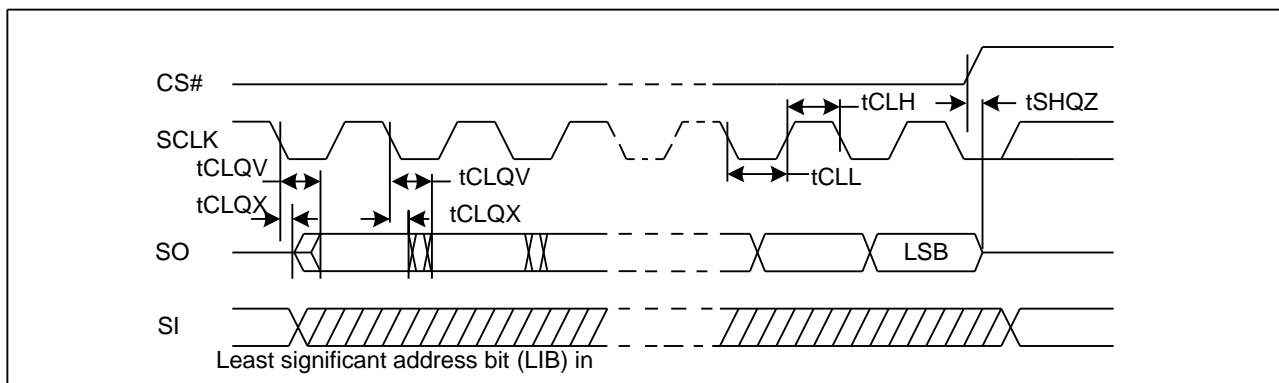 CS#
tCLH
tSHQZ
SCLK
tCLQV
tCLQV
tCLL
tCLQX
tCLQX
SO
LSB
SI
Least significant address bit (LIB) in